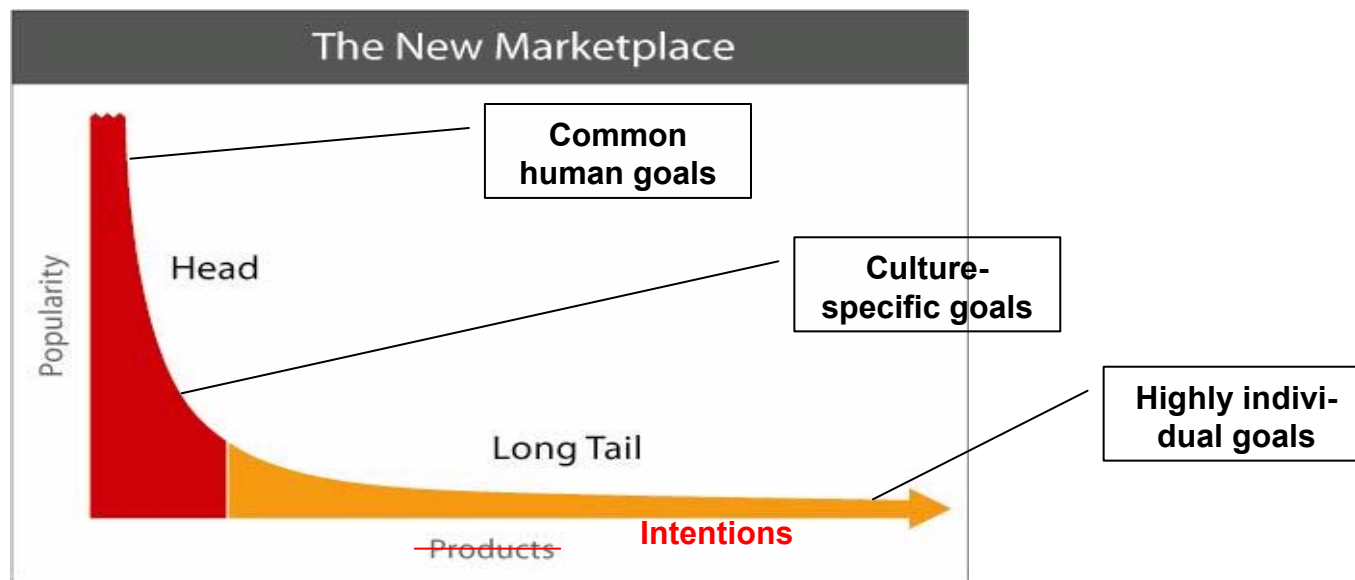 The New Marketplace
Common
human goals
Head
Culture-
specific goals
Popularity
Highly indivi-
dual goals
Long Tail
Products
Intentions